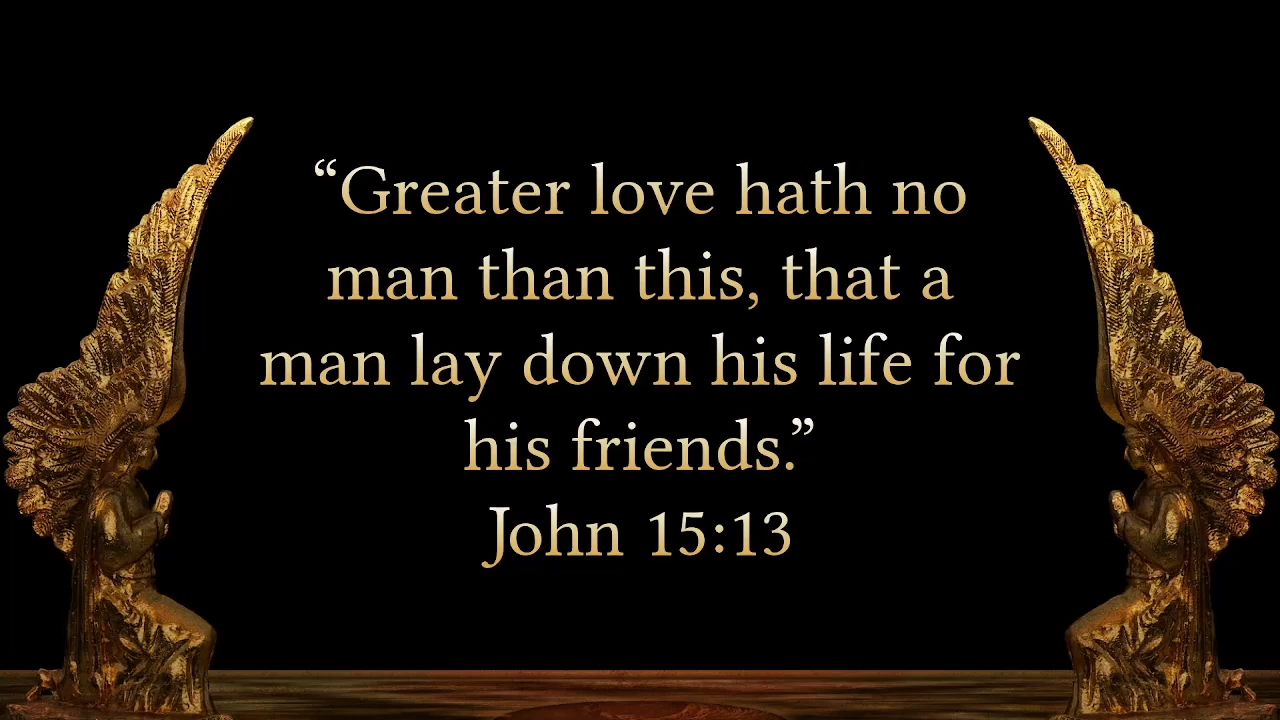 “Greater love hath no
man than this, that a
man lay down his life for
his friends.”
John 15:13